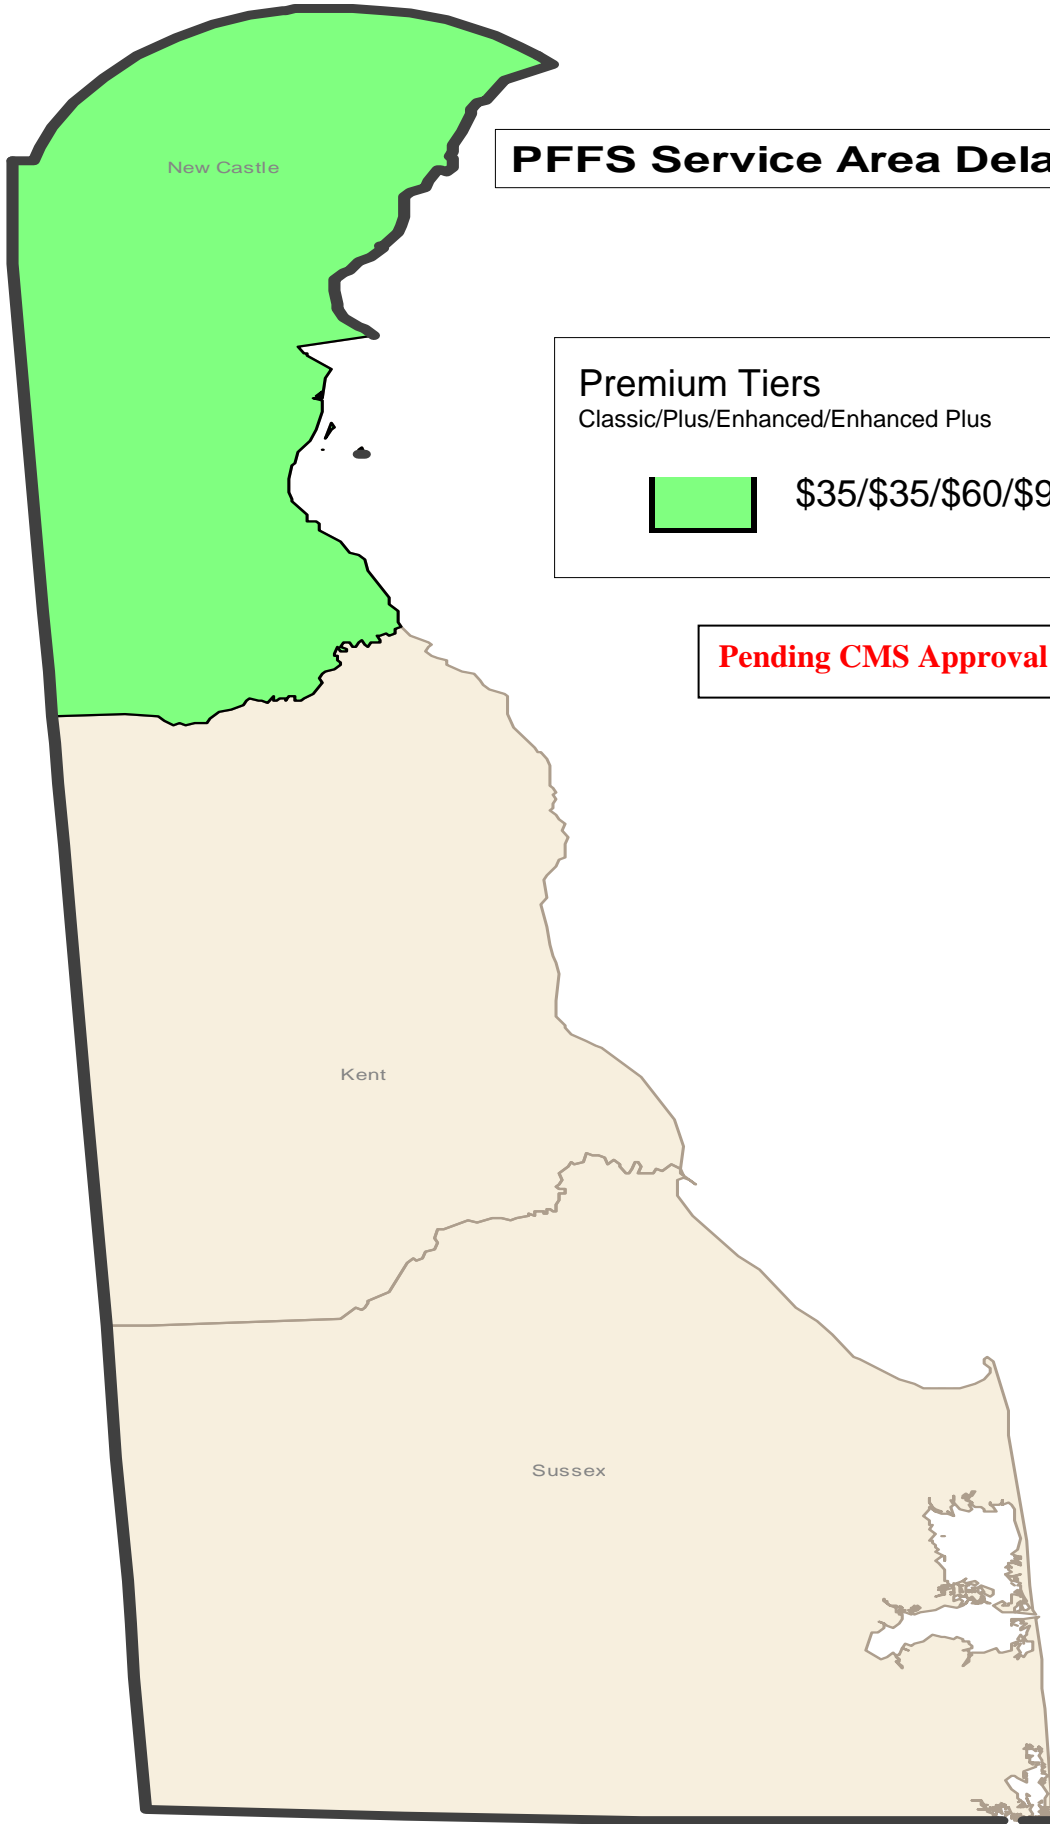 New Castle
PFFS Service Area Dela
Premium Tiers
Classic/Plus/Enhanced/Enhanced Plus
$35/$35/$60/$9
Pending CMS Approval
Kent
Sussex